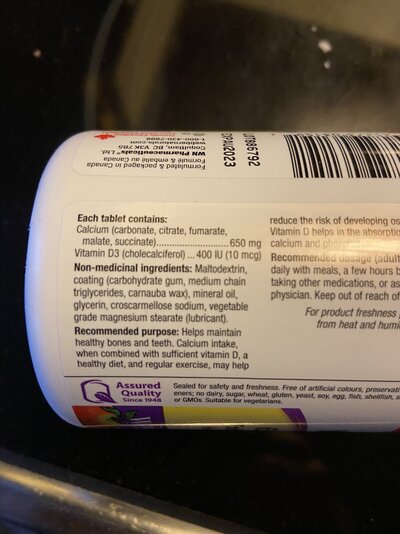 Each tablet contains:
Calcium (carbonate, citrate, fumarate,
malate, succinate)............................650 mg
Vitamin D3 (cholecalciferol) ...400 IU (10 mcg)
Non-medicinal ingredients: Maltodextrin,
coating (carbohydrate gum, medium chain
triglycerides, carnauba wax), mineral oil,
glycerin, croscarmellose sodium, vegetable
grade magnesium stearate (lubricant).
Recommended purpose: Helps maintain
healthy bones and teeth. Calcium intake,
when combined with sufficient vitamin D, a
healthy diet, and regular exercise, may help
reduce the risk of developing os
Vitamin D helps in the absorptio
calcium and
Recommended dosage (adult
daily with meals, a few hours b
taking other medications, or as
physician. Keep out of reach of
For product freshness
from heat and humi
Assured
Quality
Since 1948
Sealed for safety and freshness. Free of artificial colours, preservati
eners; no dairy, sugar, wheat, gluten, yeast, soy, egg, fish, shellfish, s
or GMOs. Suitable for vegetarians.
Formulated & packaged in Canada
Formulé & emballé au Canada
WN Pharmaceuticals® Ltd.
Coquitlam, BC V3K 7B5
webbernaturals.com
1-800-430-7898